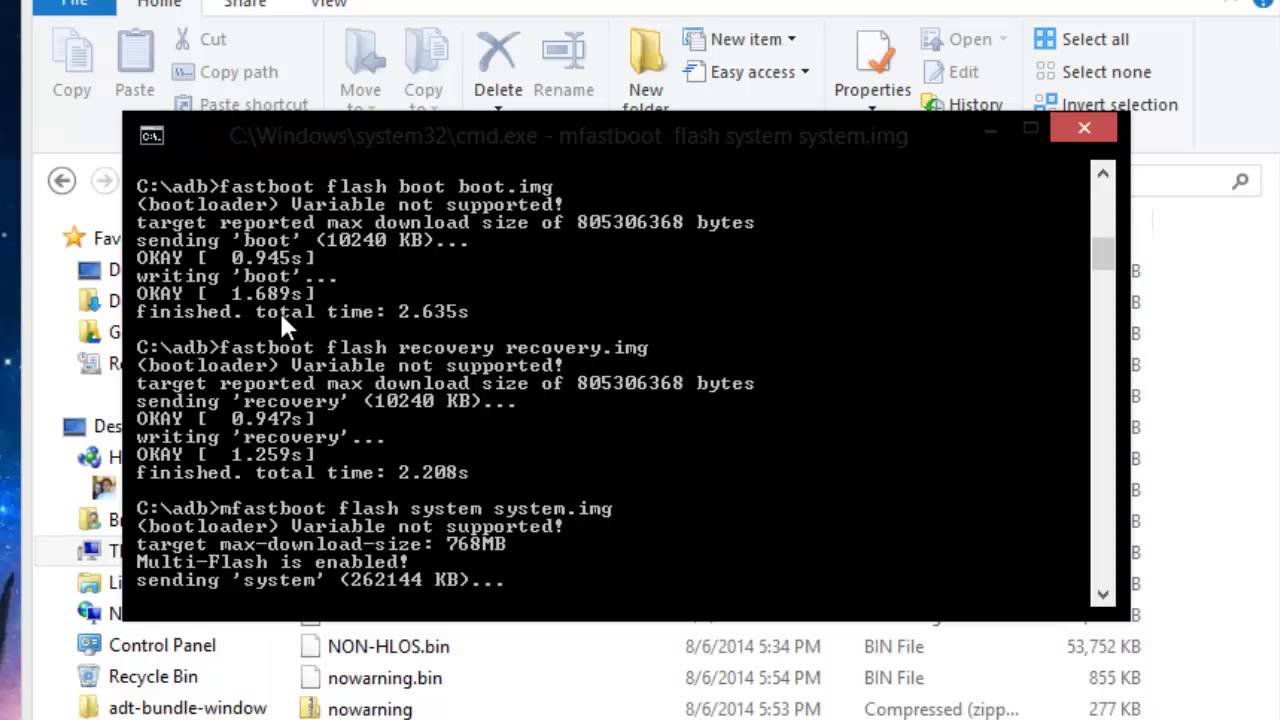 File
Home
Share
View
Copy
Paste
Cut
Copy path
Paste shortcut
Move
to
Copy
to
Delete
Rename
New
folder
New item
Easy access
Properties
Open
Edit
History
Select all
Select none
Invert selection
C:\Windows\system32\cmd.exe - mfastboot  flash system system.img
C:\adb>fastboot flash boot boot.img
(bootloader) Variable not supported!
target reported max download size of 805306368 bytes
sending 'boot' (10240 KB)...
OKAY [  0.945s]
writing 'boot'...
OKAY [  1.689s]
finished. total time: 2.635s
C:\adb>fastboot flash recovery recovery.img
(bootloader) Variable not supported!
target reported max download size of 805306368 bytes
sending 'recovery' (10240 KB)...
OKAY [  0.947s]
writing 'recovery'...
OKAY [  1.259s]
finished. total time: 2.208s
C:\adb>mfastboot flash system system.img
(bootloader) Variable not supported!
target max-download-size: 768MB
Multi-Flash is enabled!
sending 'system' (262144 KB)...
Fav
D
D
G
R
Des
H
B
T
Li
N
Control Panel
Recycle Bin
adt-bundle-window
NON-HLOS.bin 8/6/2014 5:34 PM BIN File 53,752 KB
nowarning.bin 8/6/2014 5:54 PM BIN File 855 KB
nowarning 8/6/2014 5:53 PM Compressed (zipp... 277 KB